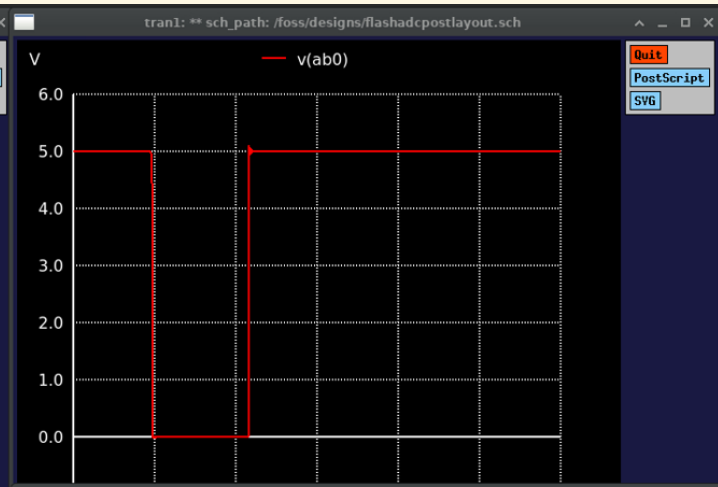 tran1: ** sch_path: /foss/designs/flashadcpostlayout.sch
V
v(ab0)
Quit
PostScript
SVG
6.0
5.0
4.0
3.0
2.0
1.0
0.0